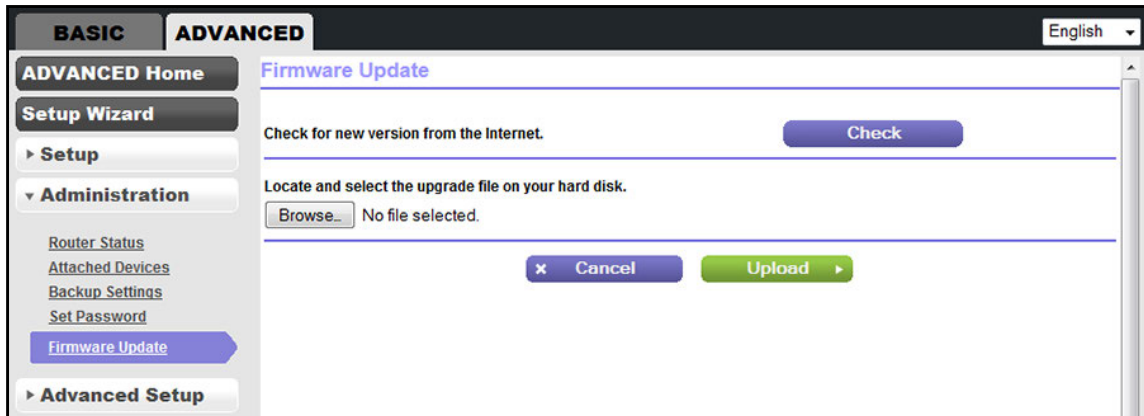 BASIC
ADVANCED
English
ADVANCED Home
Setup Wizard
Setup
Administration
Router Status
Attached Devices
Backup Settings
Set Password
Firmware Update
Advanced Setup
Firmware Update
Check for new version from the Internet.
Check
Locate and select the upgrade file on your hard disk.
Browse... No file selected.
Cancel
Upload